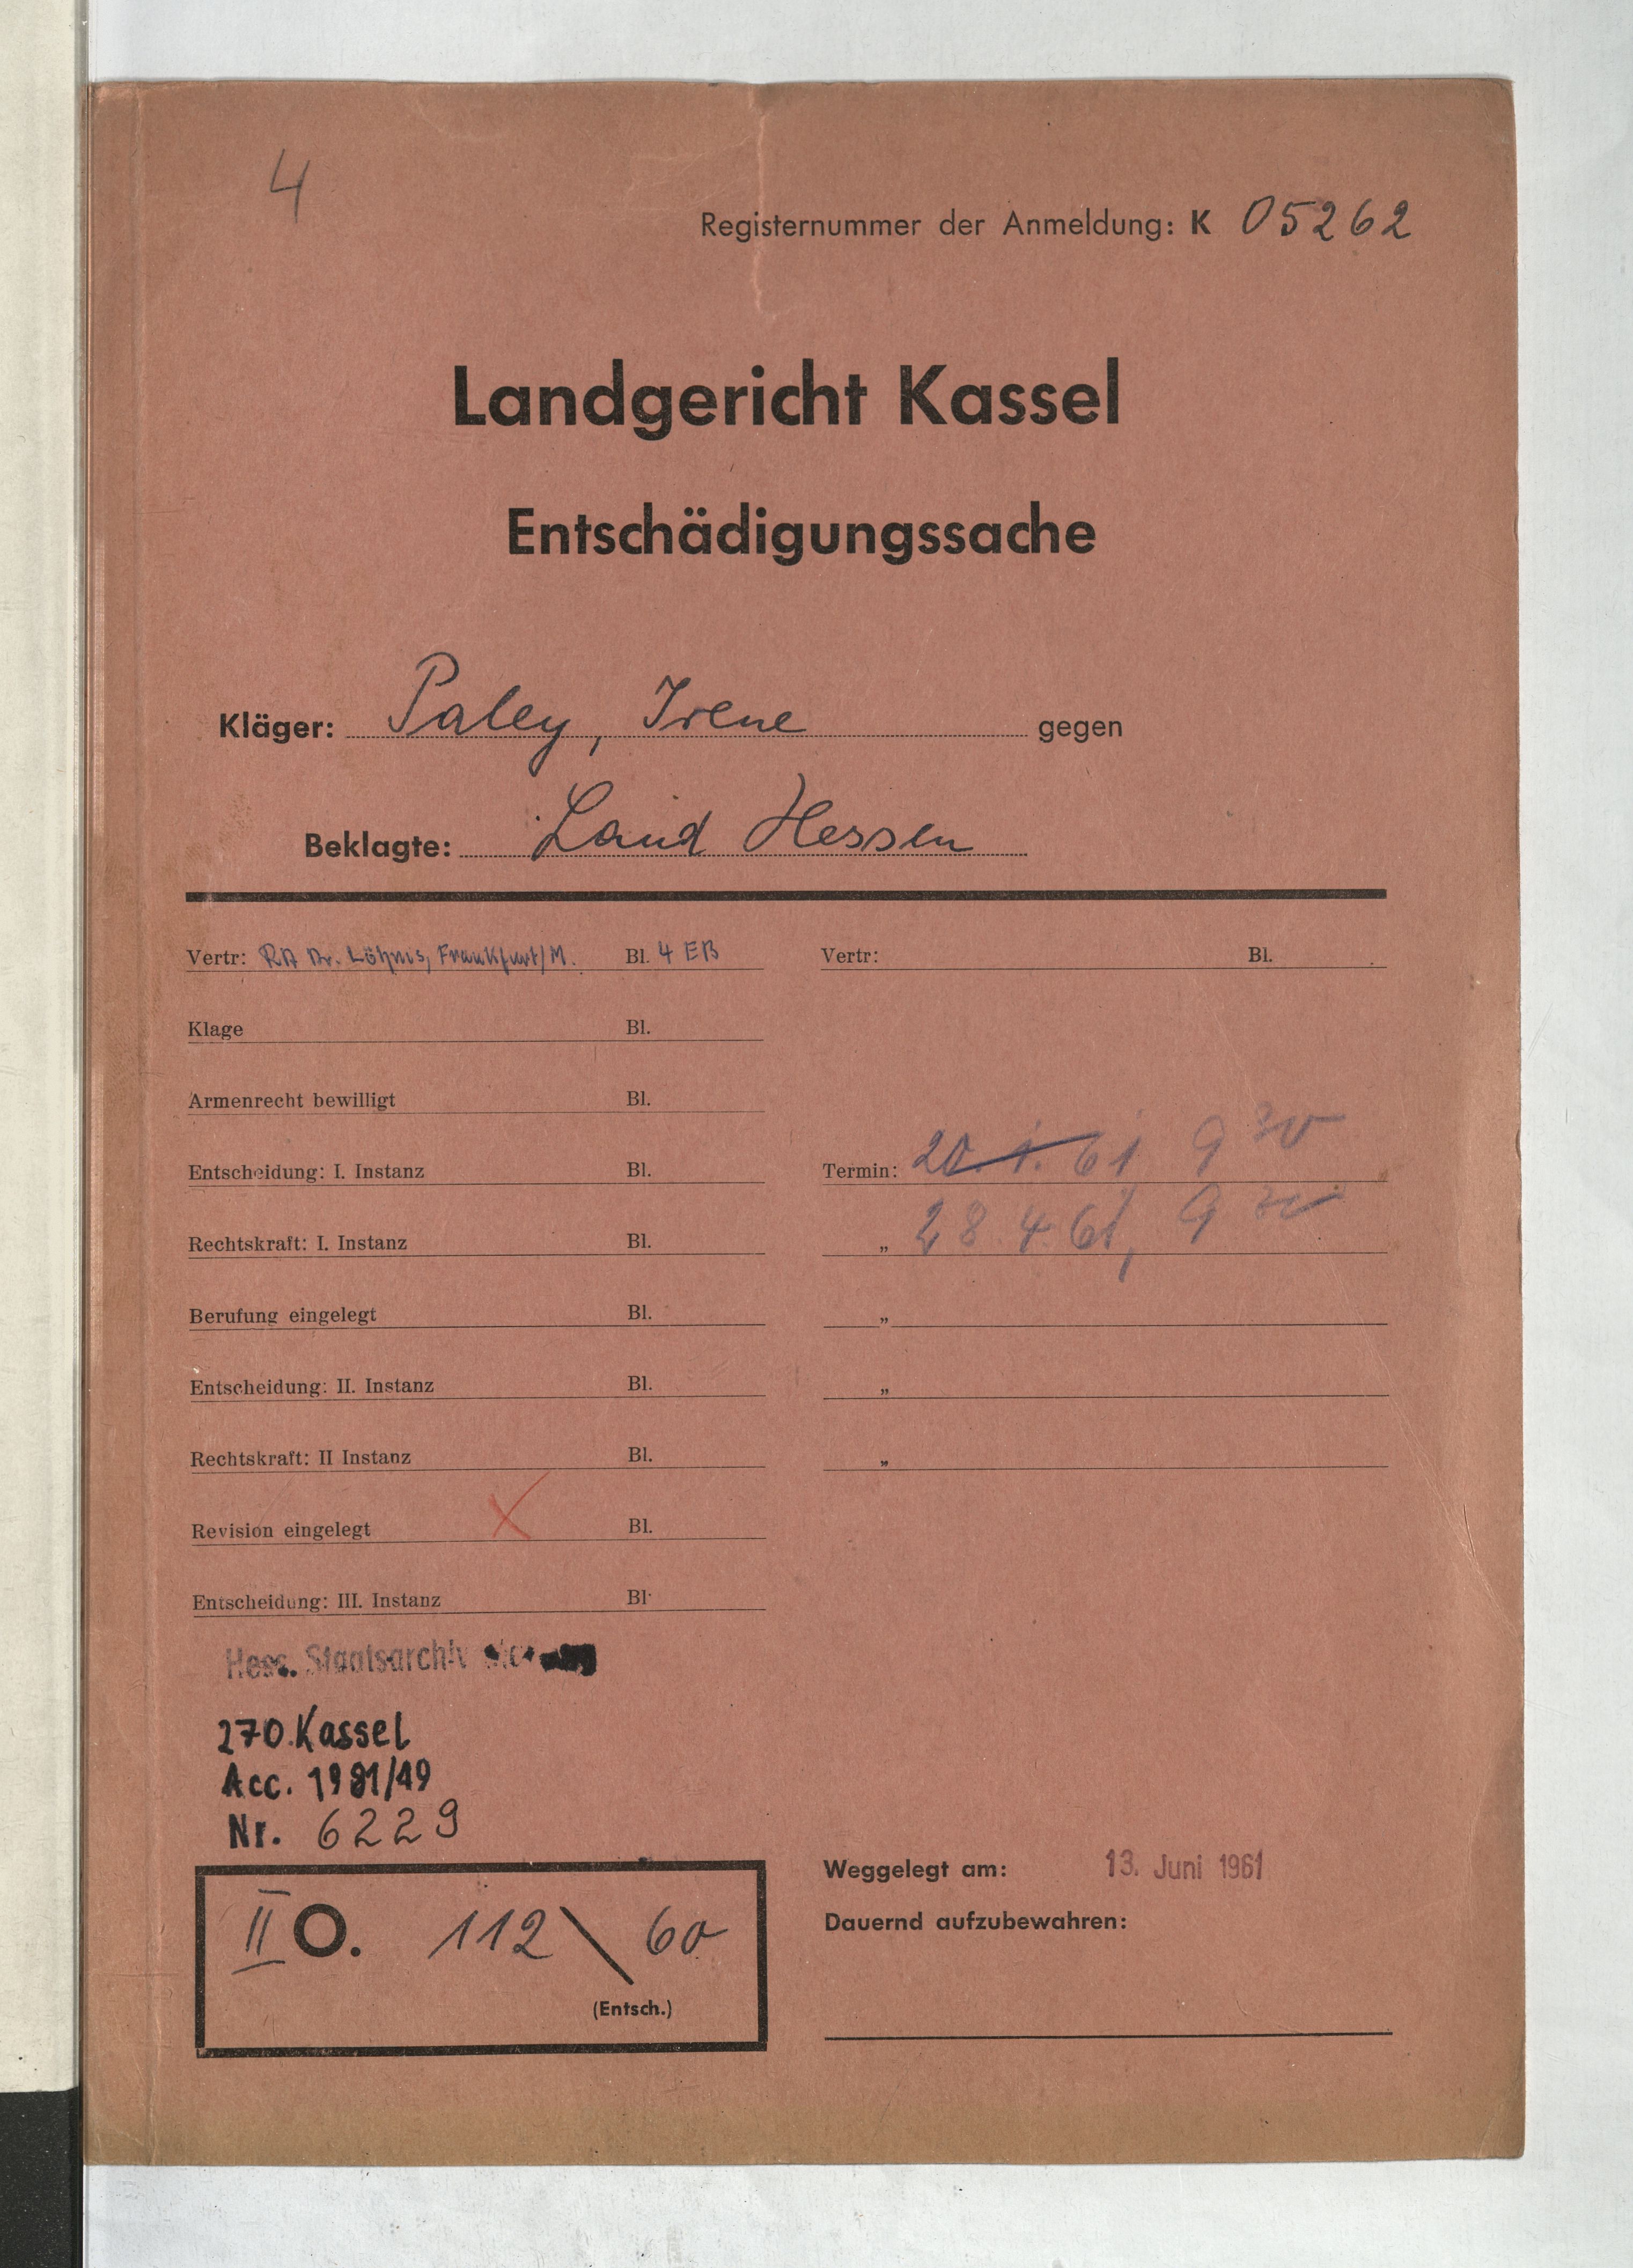 4
Registernummer der Anmeldung: K 05262
Landgericht Kassel
Entschädigungssache
Kläger: Paley, Irene gegen
Beklagte: Land Hessen
Vertr: RA Dr. Löhnis, Frankfurt/M. Bl. 4 EB
Vertr: Bl.
Klage Bl.
Armenrecht bewilligt Bl.
Entscheidung: I. Instanz Bl.
Termin: 20.1.61 9 30
Rechtskraft: I. Instanz Bl.
„ 28 4 61, 9 30
Berufung eingelegt Bl.
„
Entscheidung: II. Instanz Bl.
„
Rechtskraft: II Instanz Bl.
„
Revision eingelegt Bl.
Entscheidung: III. Instanz Bl.
Hess. Staatsarchiv
270.Kassel
Acc. 1981/49
Nr. 6229
II O. 112 \ 60
(Entsch.)
Weggelegt am: 13. Juni 1961
Dauernd aufzubewahren: